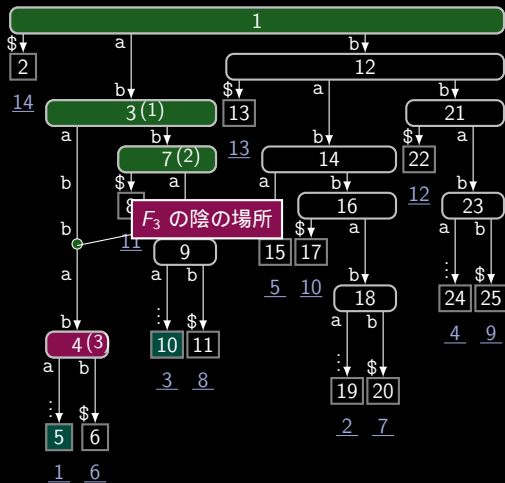 1
$ a b
2 12
14 b $ a b
3 (1) 13 21
a b 13 $ a
7 (2) 14 22
b $ a a b 12 b
8 16 23
F₃ の陰の場所
b 11 $ a a b
9 15 17
a a b 5 10 b ⋮ $
18 24 25
b ⋮ $ a b 4 9
4 (3) 10 11
a b 3 8 ⋮ $
⋮ $ 19 20
5 6 2 7
1 6